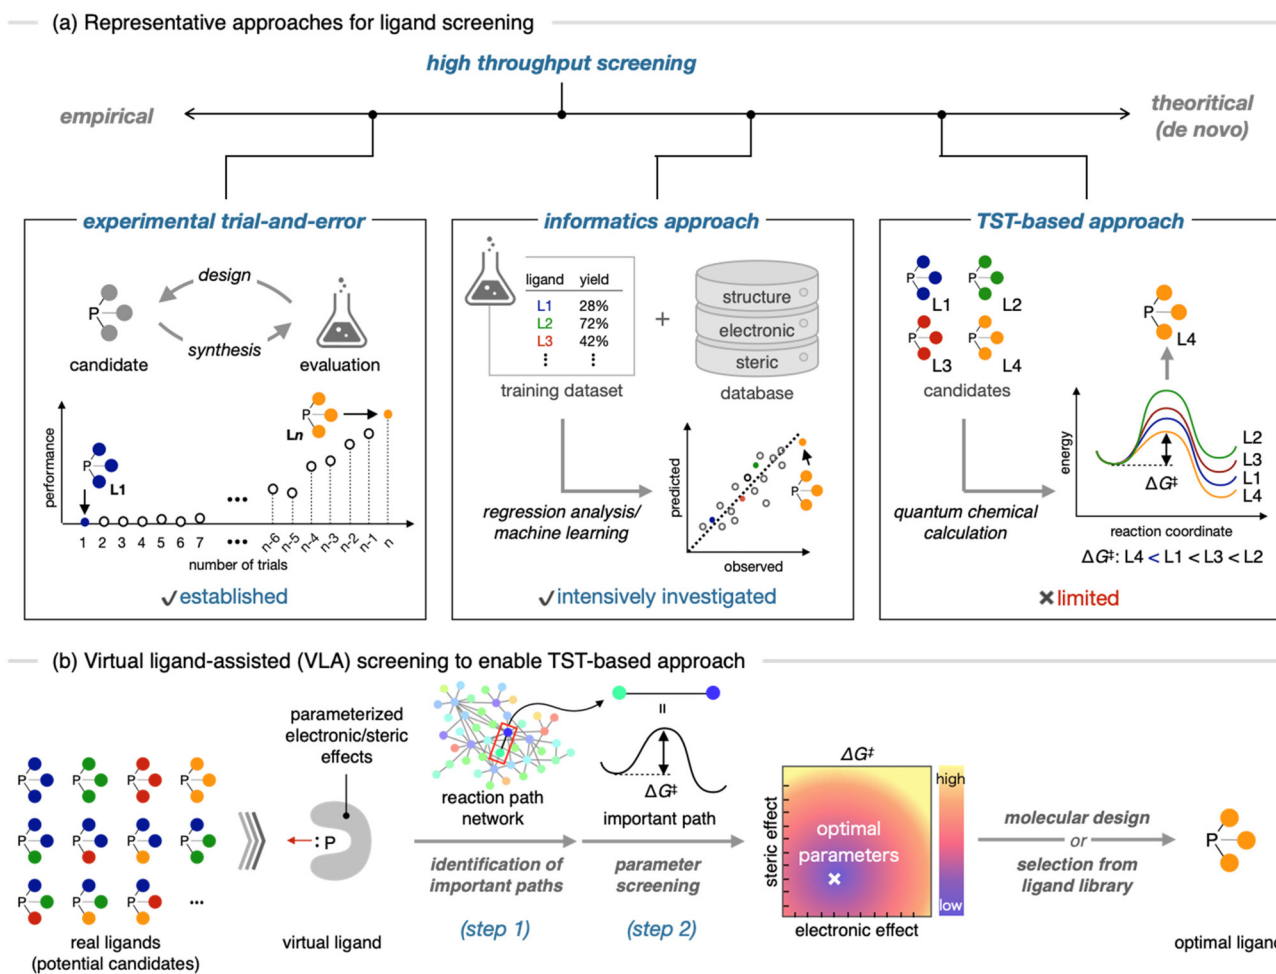 (a) Representative approaches for ligand screening
high throughput screening
empirical
theoritical
(de novo)
experimental trial-and-error
design
synthesis
P
candidate
evaluation
performance
P
L1
P
Ln
•••
1 2 3 4 5 6 7 ••• n-6 n-5 n-4 n-3 n-2 n-1 n
number of trials
✓established
informatics approach
ligand yield
L1 28%
L2 72%
L3 42%
⋮ ⋮
training dataset
+
structure
electronic
steric
database
regression analysis/
machine learning
predicted
P
observed
✓intensively investigated
TST-based approach
P L1
P L2
P L3
P L4
candidates
P
L4
quantum chemical
calculation
energy
ΔG‡
L2
L3
L1
L4
reaction coordinate
ΔG‡: L4 < L1 < L3 < L2
✖limited
(b) Virtual ligand-assisted (VLA) screening to enable TST-based approach
P P P P
P P P P
P P P •••
real ligands
(potential candidates)
parameterized
electronic/steric
effects
:P
virtual ligand
reaction path
network
identification of
important paths
(step 1)
=
ΔG‡
important path
parameter
screening
(step 2)
ΔG‡
steric effect
optimal
parameters
high
low
electronic effect
molecular design
or
selection from
ligand library
P
optimal ligand